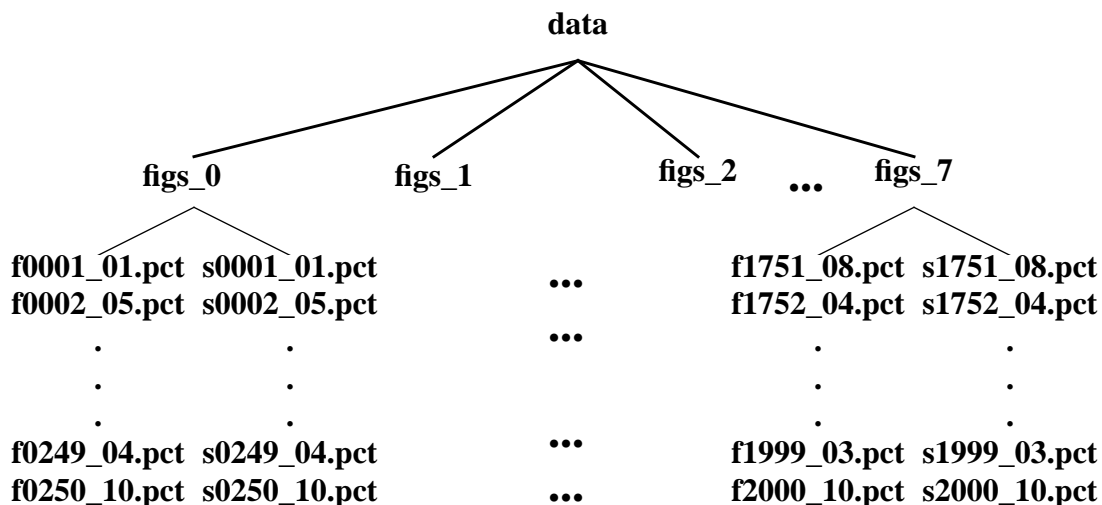 data
figs_0 figs_1 figs_2 ... figs_7
f0001_01.pct s0001_01.pct ... f1751_08.pct s1751_08.pct
f0002_05.pct s0002_05.pct ... f1752_04.pct s1752_04.pct
. . . .
. . . .
. . . .
f0249_04.pct s0249_04.pct ... f1999_03.pct s1999_03.pct
f0250_10.pct s0250_10.pct ... f2000_10.pct s2000_10.pct